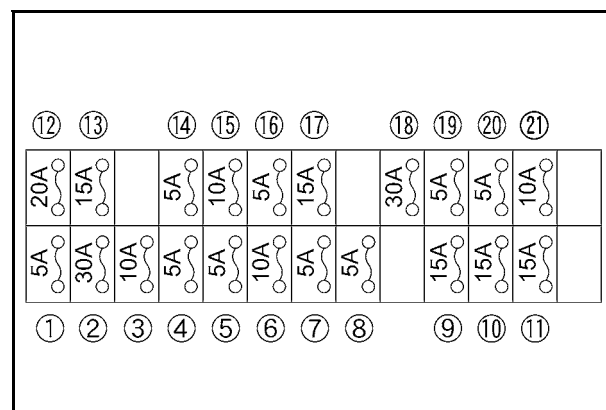 ⑫ ⑬ ⑭ ⑮ ⑯ ⑰ ⑱ ⑲ ⑳ ㉑
20A 15A 5A 10A 5A 15A 30A 5A 5A 10A
5A 30A 10A 5A 5A 10A 5A 5A 15A 15A 15A
① ② ③ ④ ⑤ ⑥ ⑦ ⑧ ⑨ ⑩ ⑪